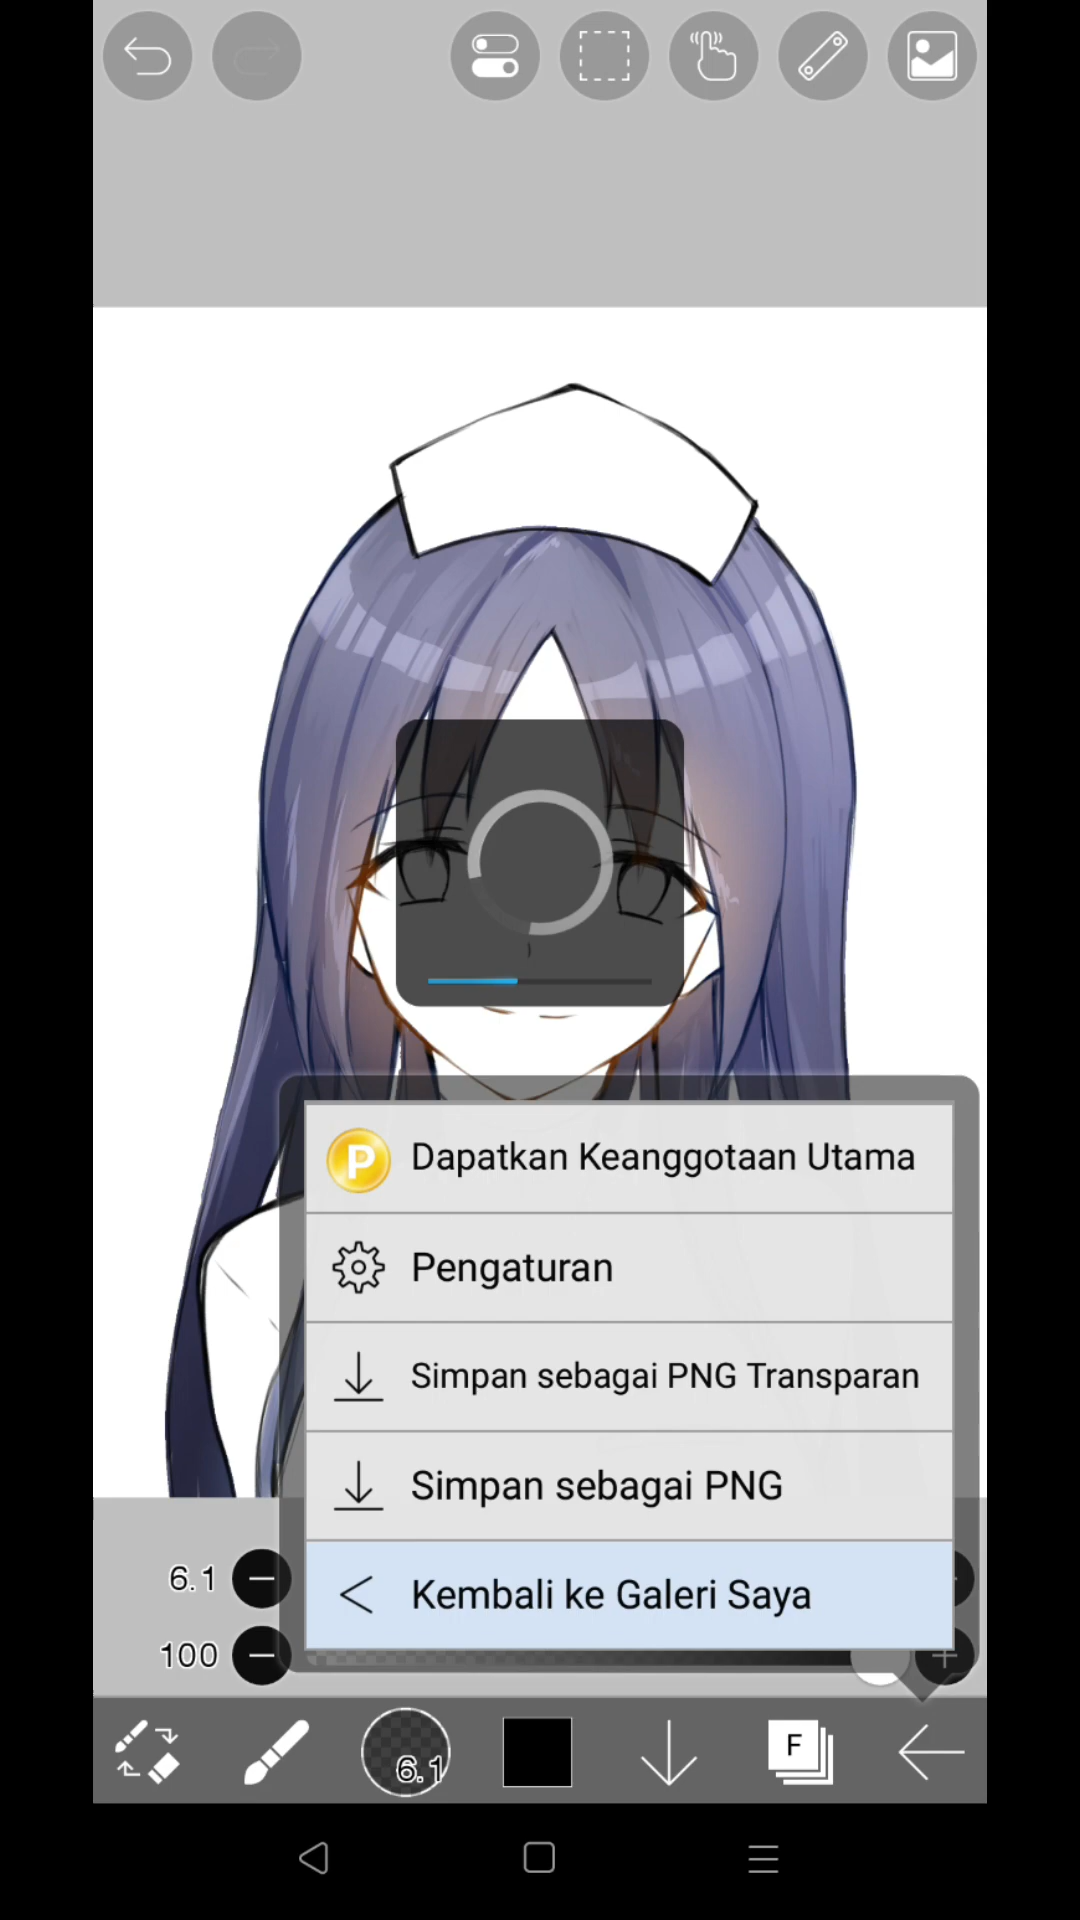 P
Dapatkan Keanggotaan Utama
Pengaturan
Simpan sebagai PNG Transparan
Simpan sebagai PNG
Kembali ke Galeri Saya
6.1
100
6.1
F